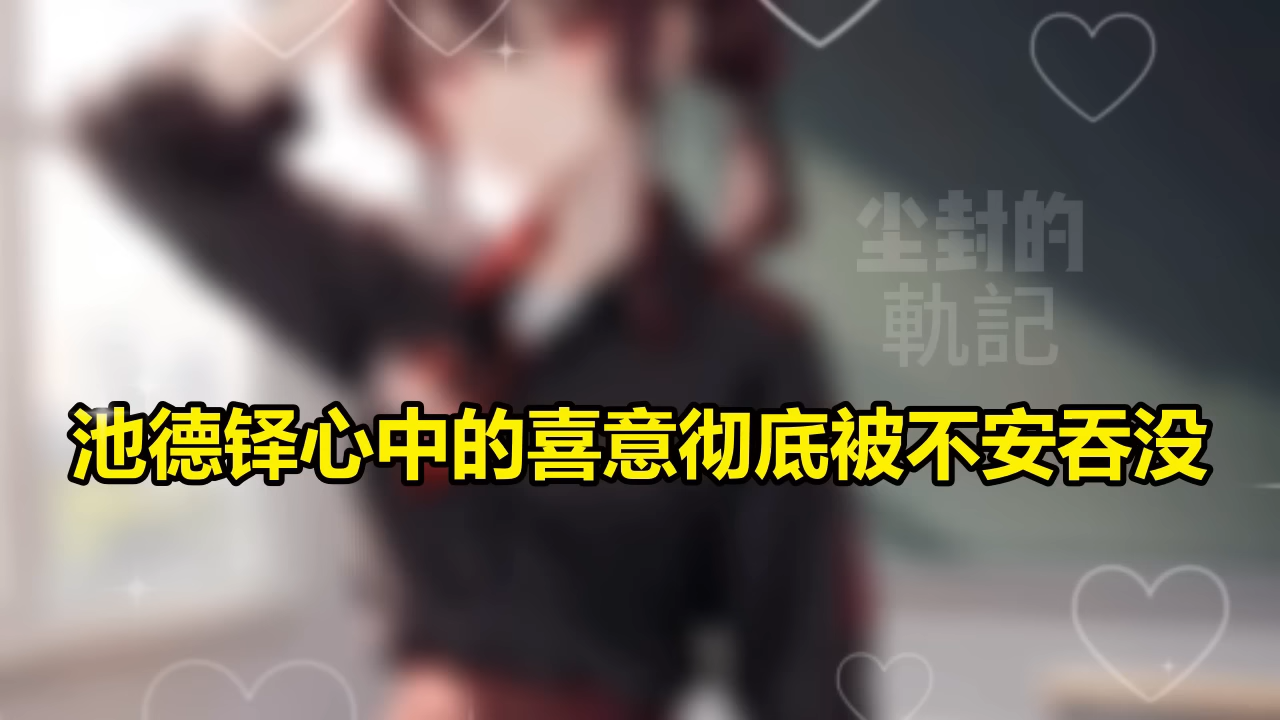 尘封的
軌記
池德铎心中的喜意彻底被不安吞没